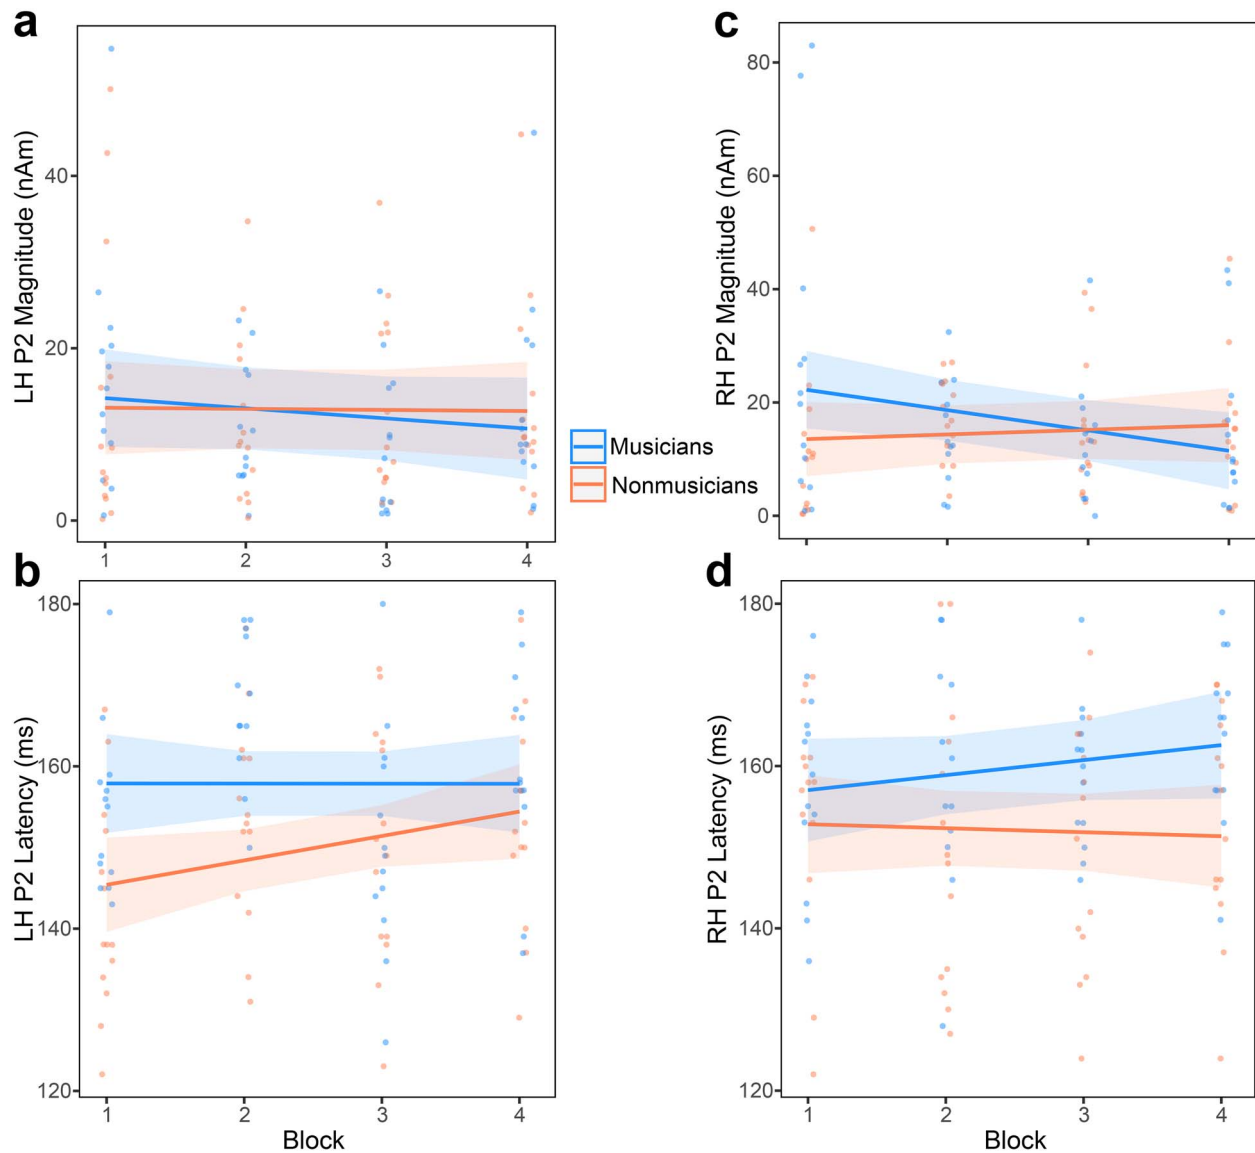 a
LH P2 Magnitude (nAm)
40
20
0
1 2 3 4
c
RH P2 Magnitude (nAm)
80
60
40
20
0
Musicians
Nonmusicians
b
LH P2 Latency (ms)
180
160
140
120
1 2 3 4
Block
d
RH P2 Latency (ms)
180
160
140
120
1 2 3 4
Block